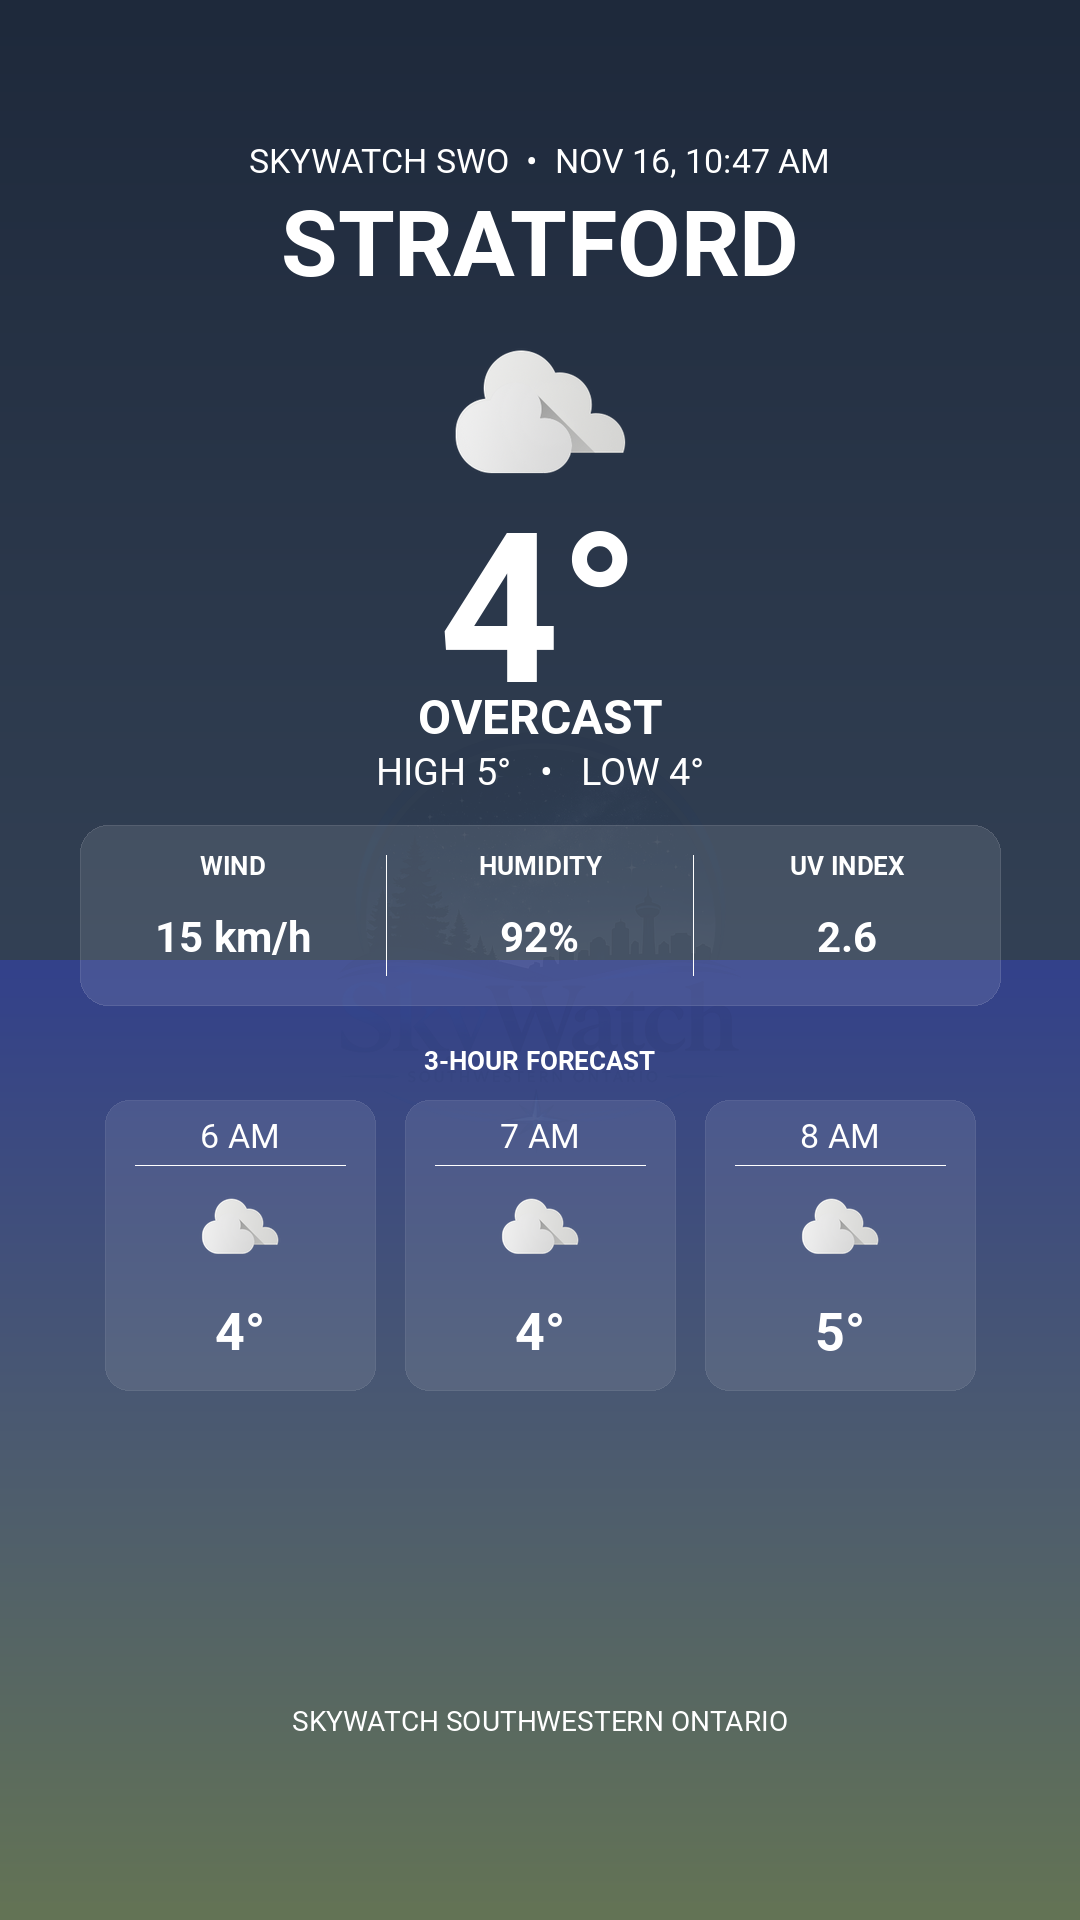 SKYWATCH SWO • NOV 16, 10:47 AM
STRATFORD
4°
OVERCAST
HIGH 5° • LOW 4°
WIND HUMIDITY UV INDEX
15 km/h 92% 2.6
SkyWatch
3-HOUR FORECAST
6 AM 7 AM 8 AM
4° 4° 5°
SKYWATCH SOUTHWESTERN ONTARIO